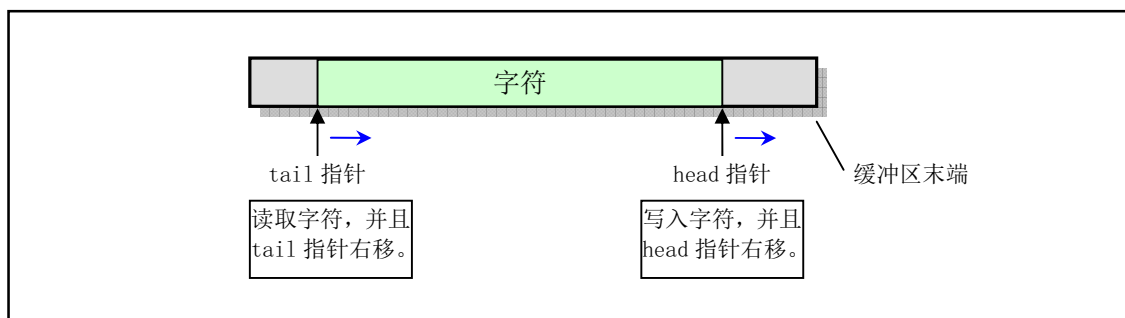 字符
tail 指针
head 指针
缓冲区末端
读取字符，并且
tail 指针右移。
写入字符，并且
head 指针右移。